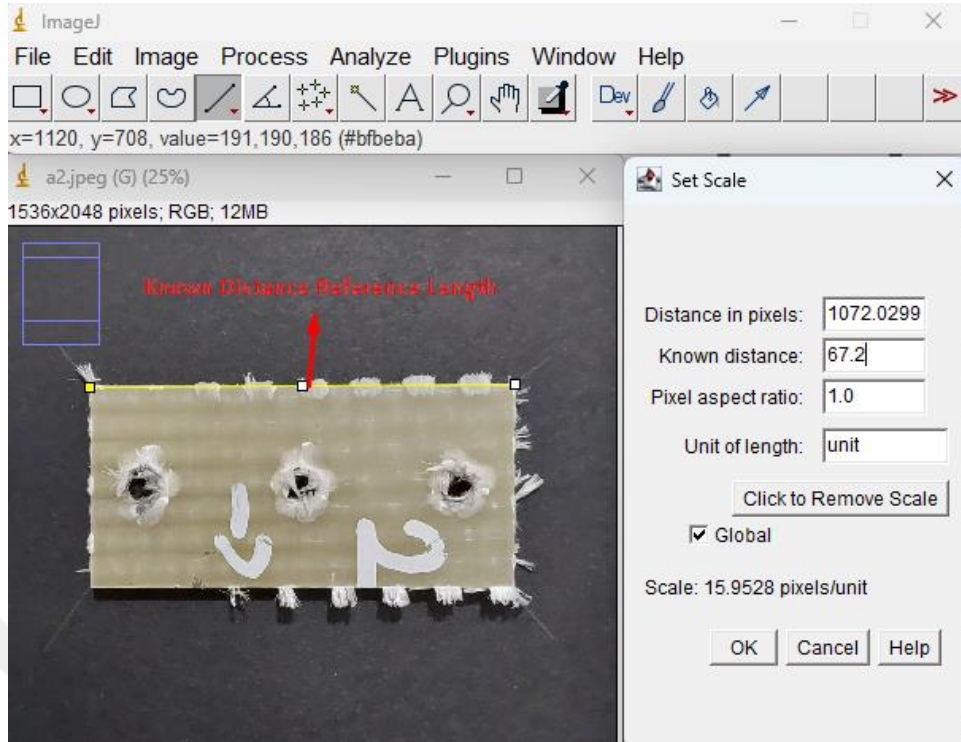 ImageJ
File Edit Image Process Analyze Plugins Window Help
A Dev >>
x=1120, y=708, value=191,190,186 (#bfbeba)
a2.jpeg (G) (25%)
1536x2048 pixels; RGB; 12MB
Known Distance Reference Length
2
Set Scale
Distance in pixels: 1072.0299
Known distance: 67.2
Pixel aspect ratio: 1.0
Unit of length: unit
Click to Remove Scale
Global
Scale: 15.9528 pixels/unit
OK Cancel Help